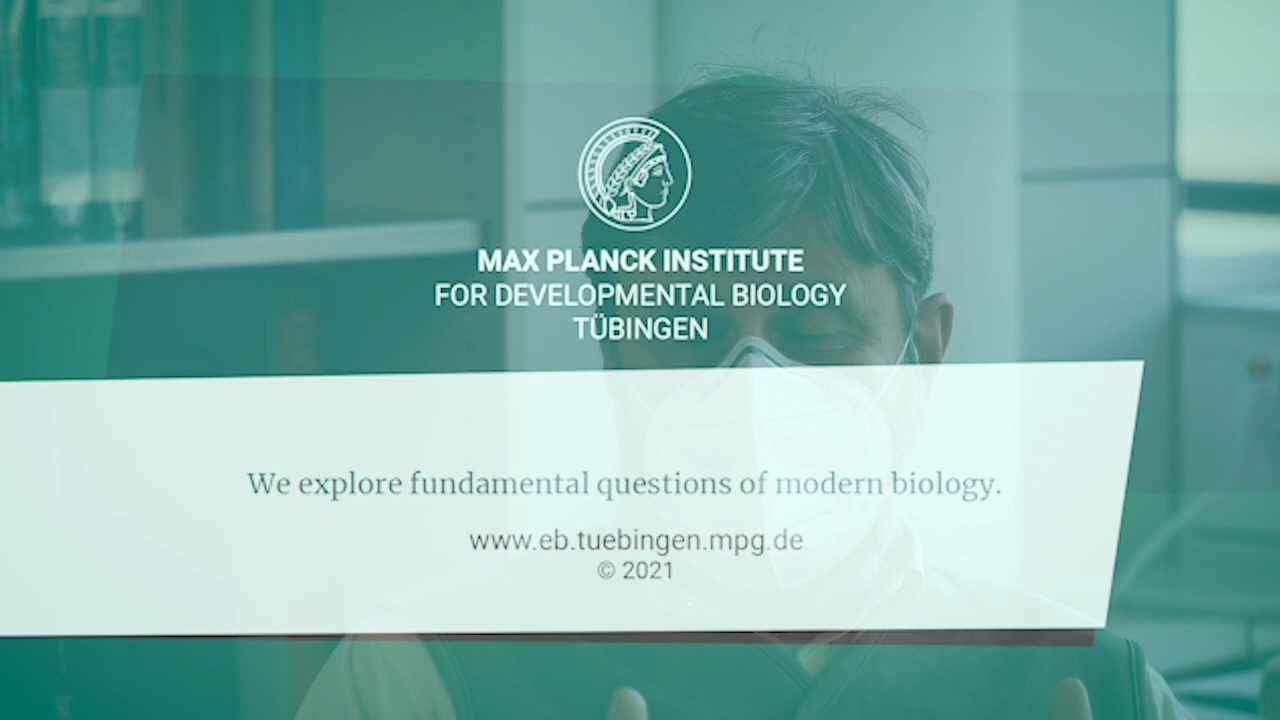 MAX PLANCK INSTITUTE
FOR DEVELOPMENTAL BIOLOGY
TÜBINGEN
We explore fundamental questions of modern biology.
www.eb.tuebingen.mpg.de
© 2021